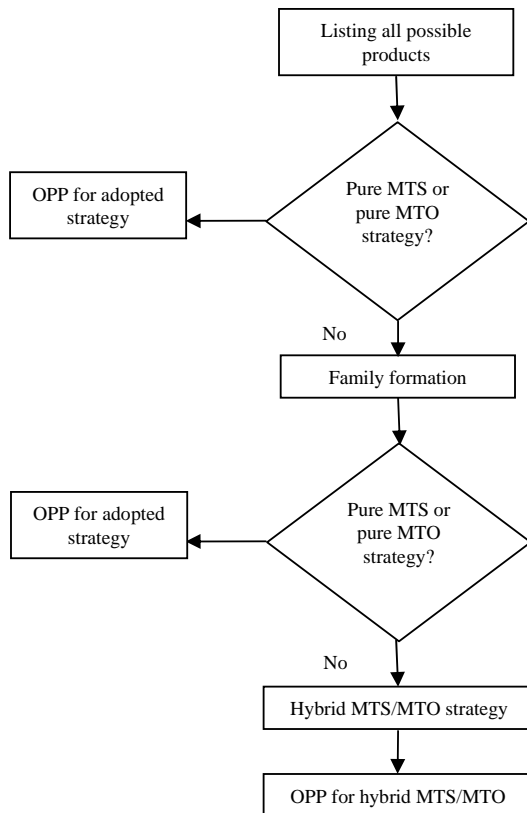 Listing all possible
products
Pure MTS or
pure MTO
strategy?
OPP for adopted
strategy
No
Family formation
Pure MTS or
pure MTO
strategy?
OPP for adopted
strategy
No
Hybrid MTS/MTO strategy
OPP for hybrid MTS/MTO